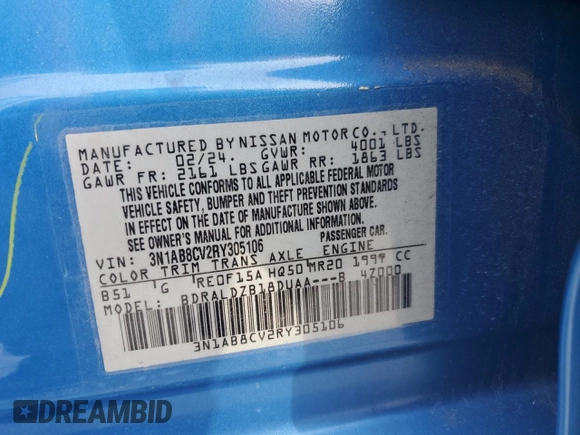 MANUFACTURED BY NISSAN MOTOR CO., LTD.
DATE: 02/24. GVWR: 4001 LBS
GAWR FR: 2161 LBS GAWR RR: 1863 LBS
THIS VEHICLE CONFORMS TO ALL APPLICABLE FEDERAL MOTOR
VEHICLE SAFETY, BUMPER AND THEFT PREVENTION STANDARDS
IN EFFECT ON THE DATE OF MANUFACTURE SHOWN ABOVE.
SEE OWNER'S MANUAL FOR ADDITIONAL INFORMATION.
VIN: 3N1AB8CV2RY305106 PASSENGER CAR.
COLOR TRIM TRANS AXLE ENGINE
B51 G RE0F15A HQ50 MR20 1997 CC
MODEL: BDRALDZB18DUAA---B 47000
3N1AB8CV2RY305106
DREAMBID